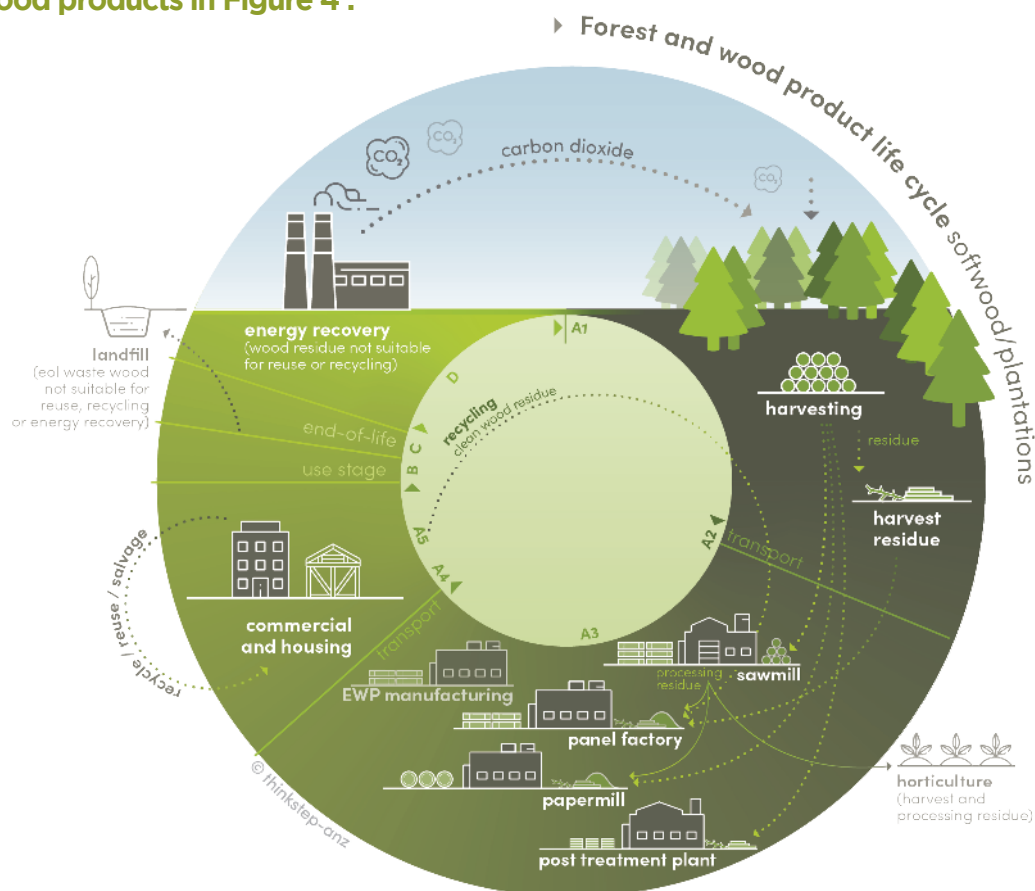 ood products in Figure 4 .
Forest and wood product life cycle softwood/plantations
CO₂
CO₂
carbon dioxide
CO₂
energy recovery
(wood residue not suitable
for reuse or recycling)
A1
landfill
(eol waste wood
not suitable for
reuse, recycling
or energy recovery)
D
recycling
clean wood residue
harvesting
residue
end-of-life
C
use stage
B
harvest
residue
A5
A2
transport
recycle / reuse / salvage
A4
transport
commercial
and housing
A3
EWP manufacturing
processing
residue
sawmill
panel factory
papermill
horticulture
(harvest and
processing residue)
© thinkstep-anz
post treatment plant